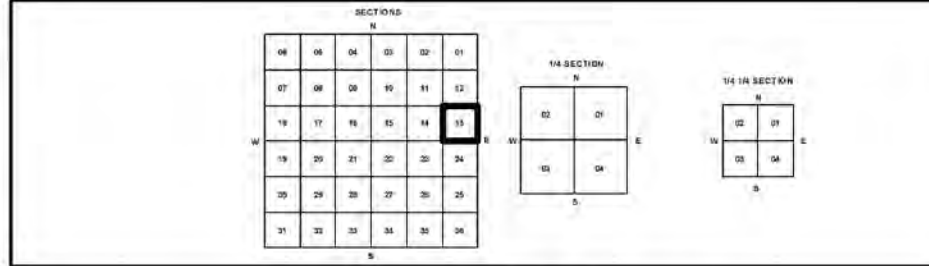 SECTIONS
N
06 05 04 03 02 01
07 08 09 10 11 12
18 17 16 15 14 13
W E
19 20 21 22 23 24
30 29 28 27 26 25
31 32 33 34 35 36
S
1/4 SECTION
N
02 01
W E
03 04
S
1/4 1/4 SECTION
N
02 01
W E
03 04
S